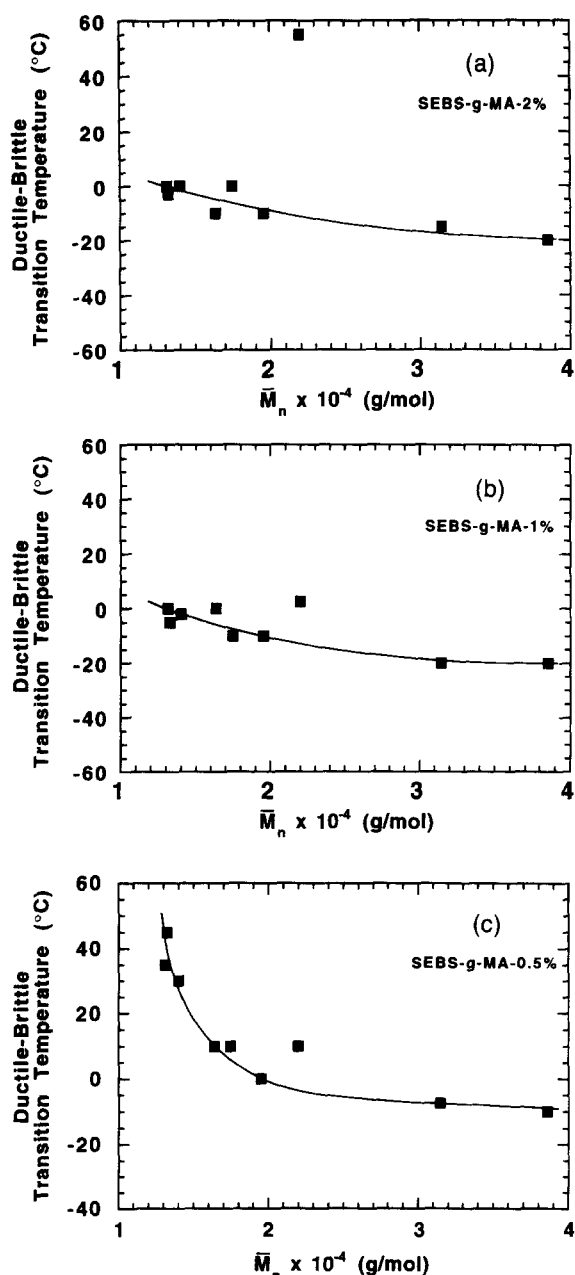 Ductile-Brittle
Transition Temperature (°C)
60
40
20
0
-20
-40
-60
(a)
SEBS-g-MA-2%
1
2
3
4
M̅n x 10⁻⁴ (g/mol)
Ductile-Brittle
Transition Temperature (°C)
60
40
20
0
-20
-40
-60
(b)
SEBS-g-MA-1%
1
2
3
4
M̅n x 10⁻⁴ (g/mol)
Ductile-Brittle
Transition Temperature (°C)
60
40
20
0
-20
-40
(c)
SEBS-g-MA-0.5%
1
2
3
4
M̅n x 10⁻⁴ (g/mol)